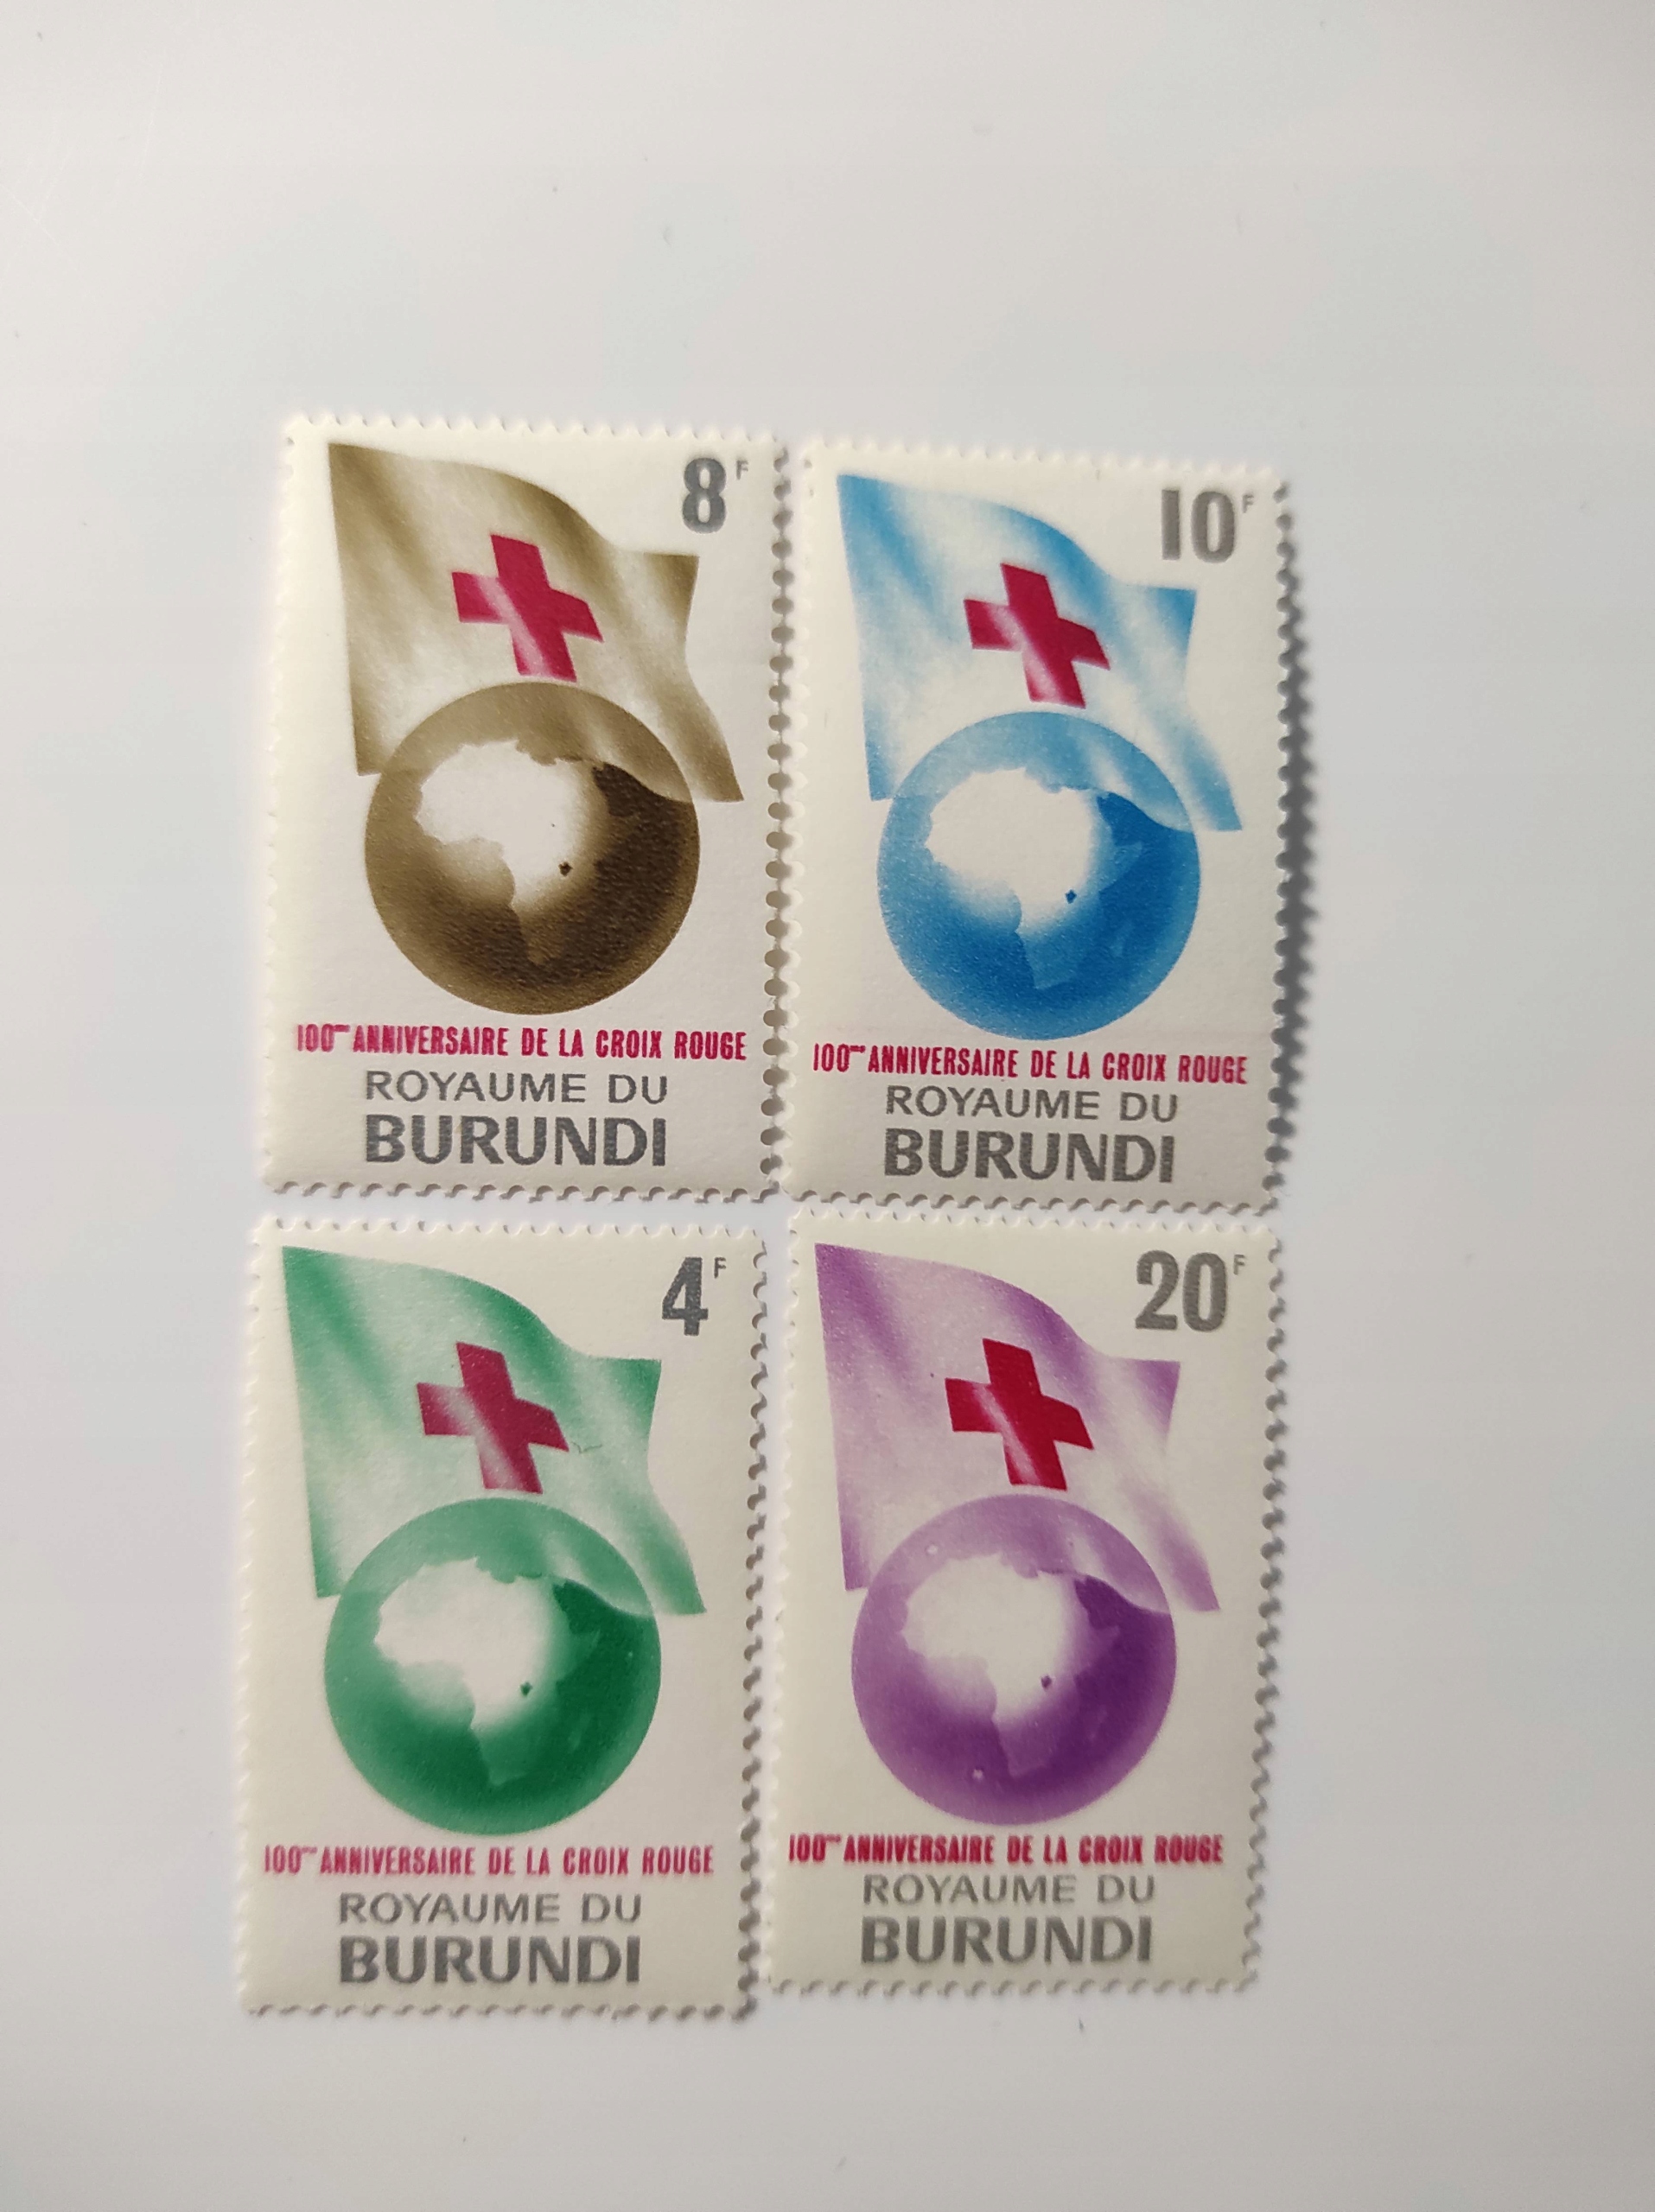 8F
100me ANNIVERSAIRE DE LA CROIX ROUGE
ROYAUME DU
BURUNDI
10F
100me ANNIVERSAIRE DE LA CROIX ROUGE
ROYAUME DU
BURUNDI
4F
100me ANNIVERSAIRE DE LA CROIX ROUGE
ROYAUME DU
BURUNDI
20F
100me ANNIVERSAIRE DE LA CROIX ROUGE
ROYAUME DU
BURUNDI